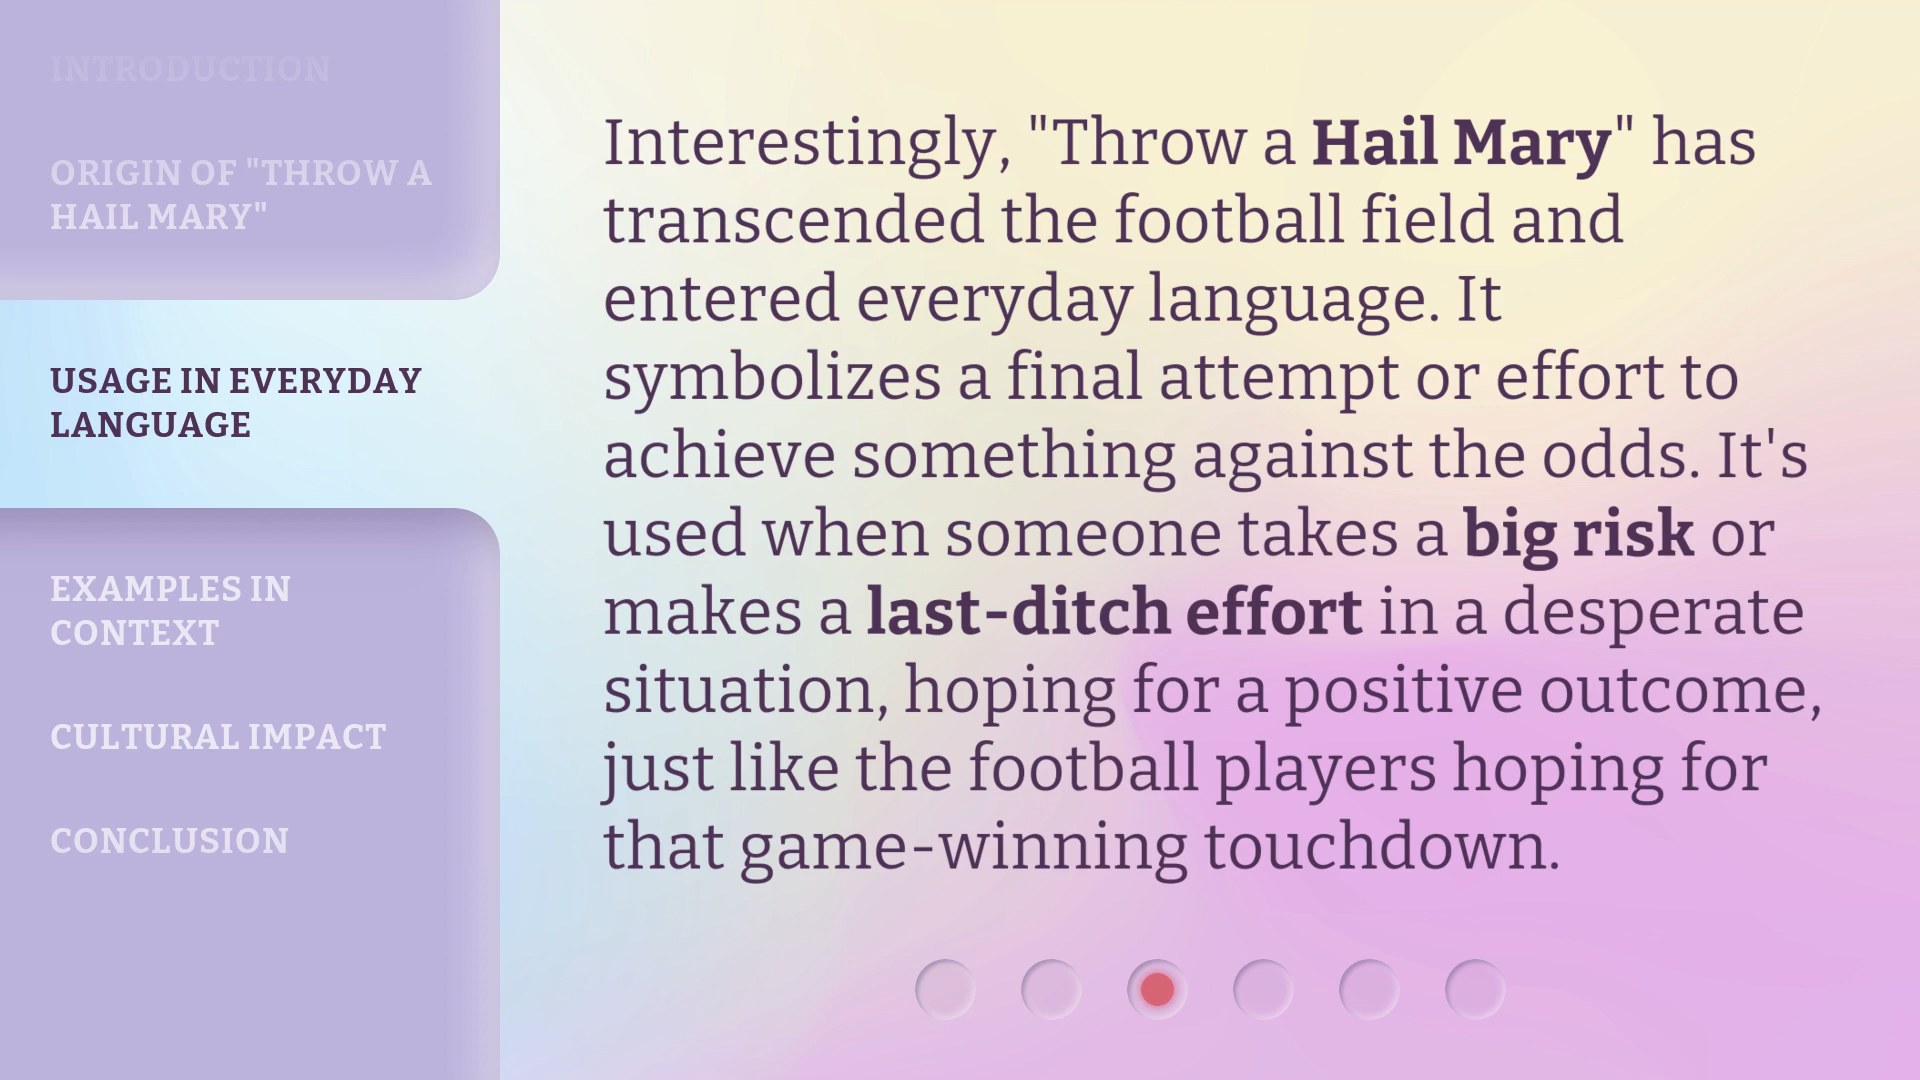 INTRODUCTION
ORIGIN OF "THROW A
HAIL MARY"
USAGE IN EVERYDAY
LANGUAGE
EXAMPLES IN
CONTEXT
CULTURAL IMPACT
CONCLUSION
Interestingly, "Throw a Hail Mary" has
transcended the football field and
entered everyday language. It
symbolizes a final attempt or effort to
achieve something against the odds. It's
used when someone takes a big risk or
makes a last-ditch effort in a desperate
situation, hoping for a positive outcome,
just like the football players hoping for
that game-winning touchdown.